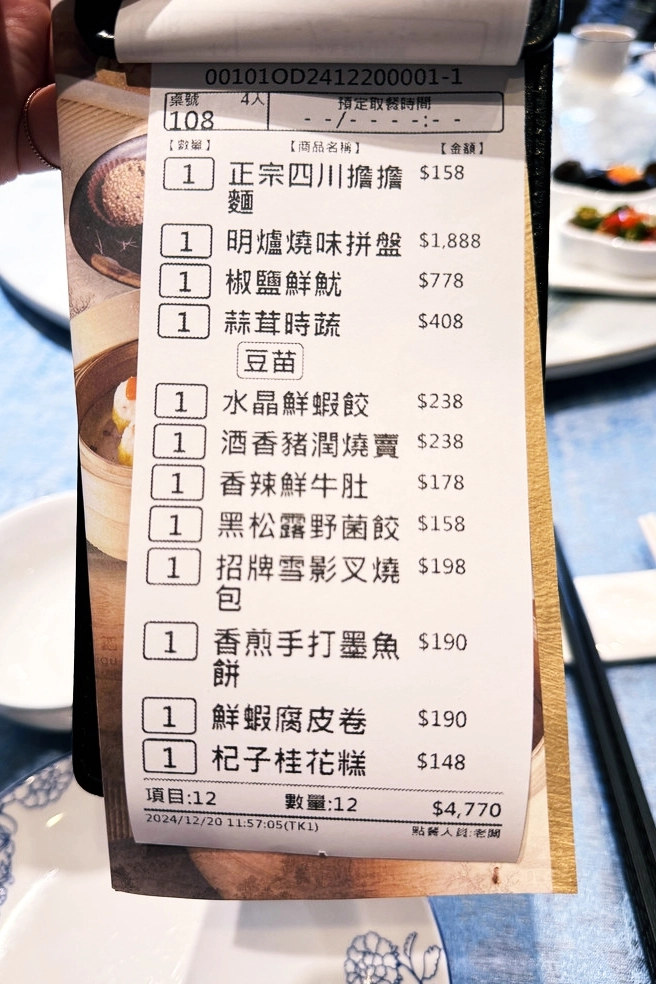 00101OD2412200001-1
桌號 4人 預定取餐時間
108 --/-- --:--
【數量】 【商品名稱】 【金額】
1 正宗四川擔擔 $158
麵
1 明爐燒味拼盤 $1,888
1 椒鹽鮮魷 $778
1 蒜茸時蔬 $408
豆苗
1 水晶鮮蝦餃 $238
1 酒香豬潤燒賣 $238
1 香辣鮮牛肚 $178
1 黑松露野菌餃 $158
1 招牌雪影叉燒 $198
包
1 香煎手打墨魚 $190
餅
1 鮮蝦腐皮卷 $190
1 杞子桂花糕 $148
項目:12 數量:12 $4,770
2024/12/20 11:57:05(TK1) 點餐人員:老闆